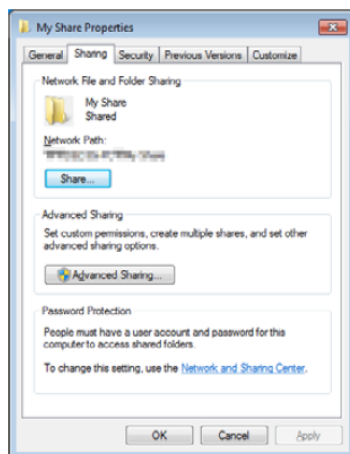 My Share Properties
General Sharing Security Previous Versions Customize
Network File and Folder Sharing
My Share
Shared
Network Path:
Share...
Advanced Sharing
Set custom permissions, create multiple shares, and set other
advanced sharing options.
Advanced Sharing...
Password Protection
People must have a user account and password for this
computer to access shared folders.
To change this setting, use the Network and Sharing Center.
OK Cancel Apply